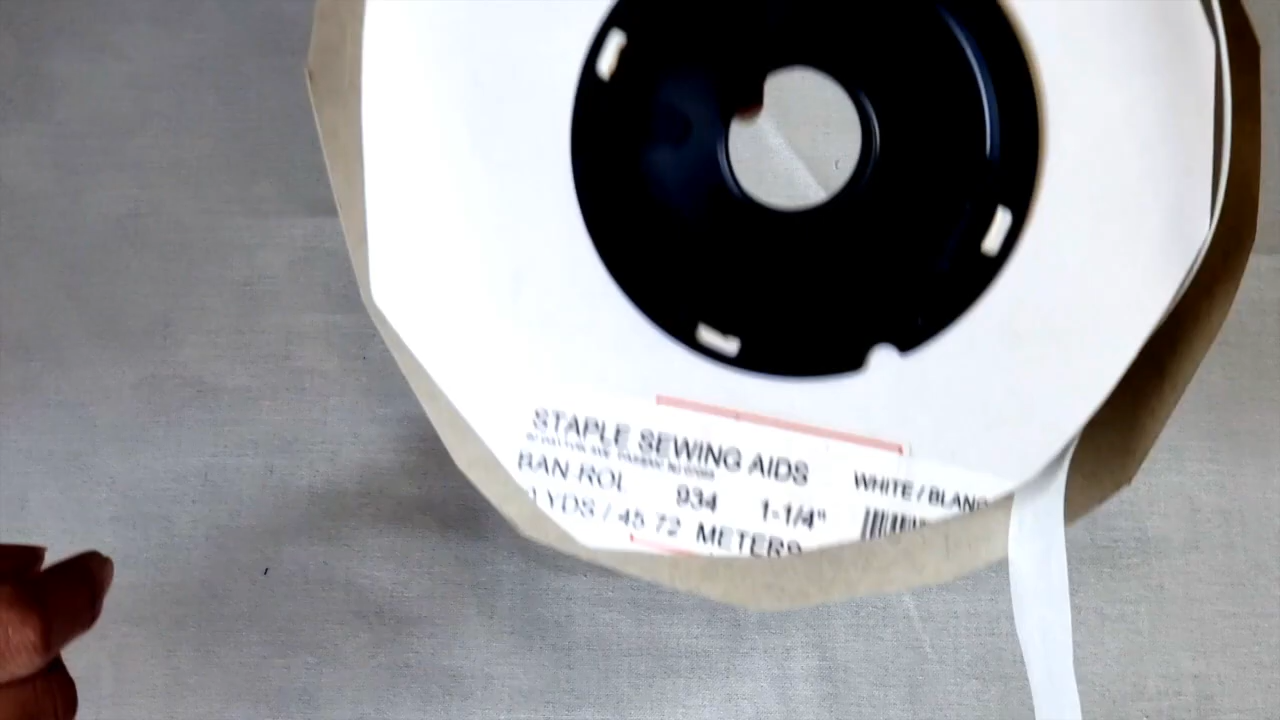 STAPLE SEWING AIDS
BAN-ROL 934 1-1/4" WHITE / BLANC
YDS / 45.72 METERS